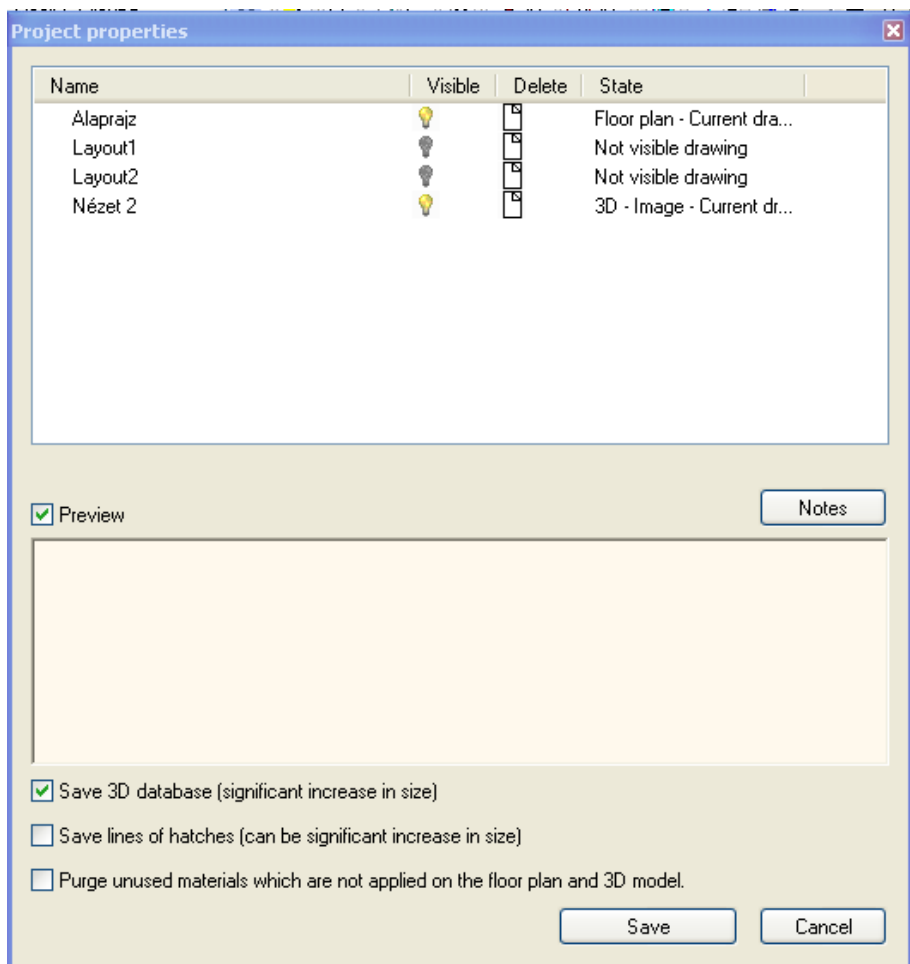 Project properties
Name Visible Delete State
Alaprajz Floor plan - Current dra...
Layout1 Not visible drawing
Layout2 Not visible drawing
Nézet 2 3D - Image - Current dr...
Preview Notes
Save 3D database (significant increase in size)
Save lines of hatches (can be significant increase in size)
Purge unused materials which are not applied on the floor plan and 3D model.
Save Cancel